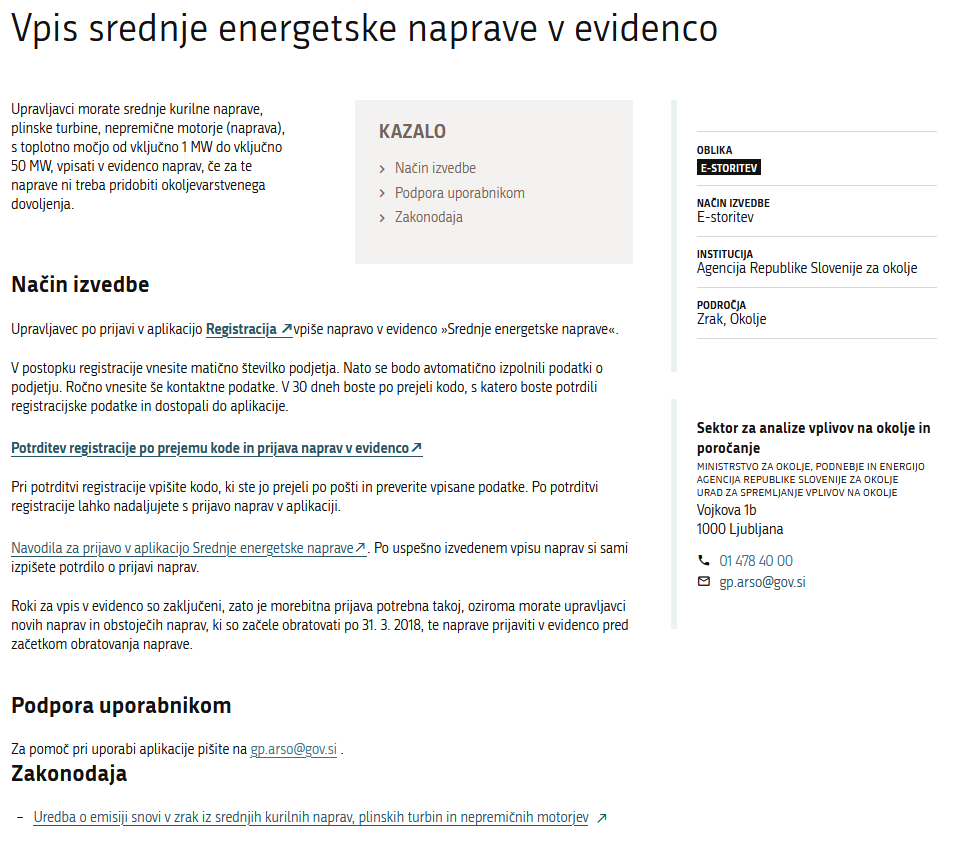 Vpis srednje energetske naprave v evidenco
Upravljavci morate srednje kurilne naprave,
plinske turbine, nepremične motorje (naprava),
s toplotno močjo od vključno 1 MW do vključno
50 MW, vpisati v evidenco naprav, če za te
naprave ni treba pridobiti okoljevarstvenega
dovoljenja.
KAZALO
Način izvedbe
Podpora uporabnikom
Zakonodaja
Način izvedbe
Upravljavec po prijavi v aplikacijo Registracija vpiše napravo v evidenco »Srednje energetske naprave«.
V postopku registracije vnesite matično številko podjetja. Nato se bodo avtomatično izpolnili podatki o
podjetju. Ročno vnesite še kontaktne podatke. V 30 dneh boste po prejeli kodo, s katero boste potrdili
registracijske podatke in dostopali do aplikacije.
Potrditev registracije po prejemu kode in prijava naprav v evidenco
Pri potrditvi registracije vpišite kodo, ki ste jo prejeli po pošti in preverite vpisane podatke. Po potrditvi
registracije lahko nadaljujete s prijavo naprav v aplikaciji.
Navodila za prijavo v aplikacijo Srednje energetske naprave. Po uspešno izvedenem vpisu naprav si sami
izpišete potrdilo o prijavi naprav.
Roki za vpis v evidenco so zaključeni, zato je morebitna prijava potrebna takoj, oziroma morate upravljavci
novih naprav in obstoječih naprav, ki so začele obratovati po 31. 3. 2018, te naprave prijaviti v evidenco pred
začetkom obratovanja naprave.
Podpora uporabnikom
Za pomoč pri uporabi aplikacije pišite na gp.arso@gov.si .
Zakonodaja
– Uredba o emisiji snovi v zrak iz srednjih kurilnih naprav, plinskih turbin in nepremičnih motorjev
OBLIKA
E-STORITEV
NAČIN IZVEDBE
E-storitev
INSTITUCIJA
Agencija Republike Slovenije za okolje
PODROČJA
Zrak, Okolje
Sektor za analize vplivov na okolje in
poročanje
MINISTRSTVO ZA OKOLJE, PODNEBJE IN ENERGIJO
AGENCIJA REPUBLIKE SLOVENIJE ZA OKOLJE
URAD ZA SPREMLJANJE VPLIVOV NA OKOLJE
Vojkova 1b
1000 Ljubljana
01 478 40 00
gp.arso@gov.si